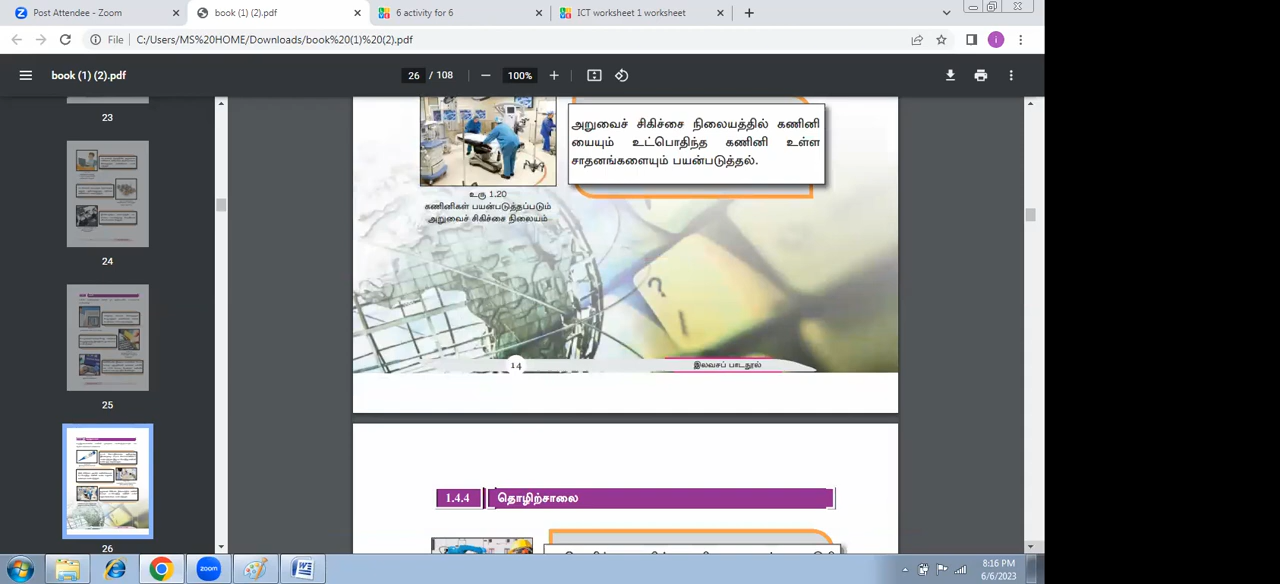 Post Attendee - Zoom
book (1) (2).pdf
6 activity for 6
ICT worksheet 1 worksheet
File
C:/Users/MS%20HOME/Downloads/book%20(1)%20(2).pdf
i
book (1) (2).pdf
26 / 108
100%
23
24
25
26
அறுவைச் சிகிச்சை நிலையத்தில் கணினி
யையும் உட்பொதிந்த கணினி உள்ள
சாதனங்களையும் பயன்படுத்தல்.
உரு 1.20
கணினிகள் பயன்படுத்தப்படும்
அறுவைச் சிகிச்சை நிலையம்
?
14
இலவசப் பாடநூல்
1.4.4 தொழிற்சாலை
zoom
8:16 PM
6/6/2023